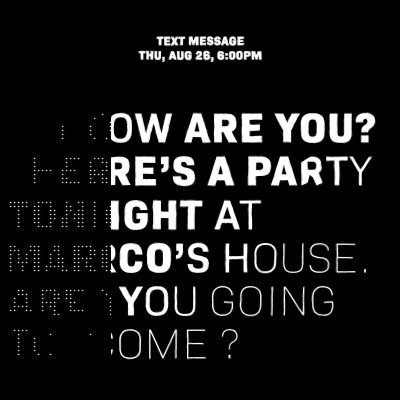 TEXT MESSAGE
THU, AUG 26, 6:00PM
HOW ARE YOU?
HERE'S A PARTY
TONIGHT AT
MARCO'S HOUSE.
ARE YOU GOING
TO COME ?